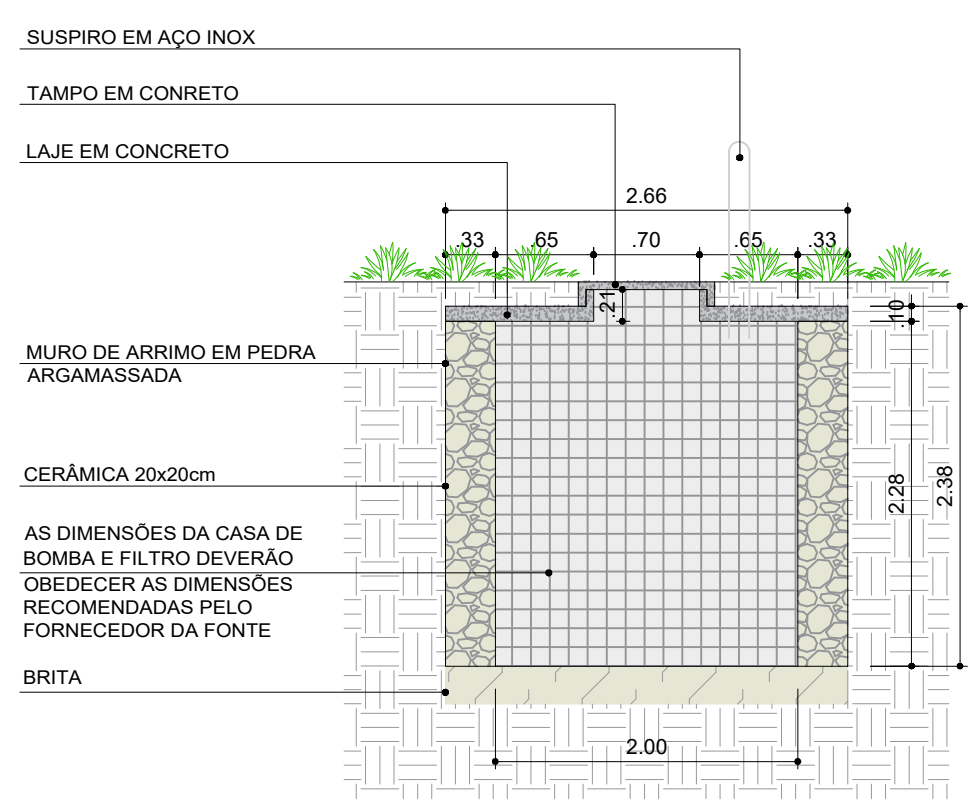 SUSPIRO EM AÇO INOX
TAMPO EM CONRETO
LAJE EM CONCRETO
2.66
.33 .65 .70 .65 .33
.21
.10
MURO DE ARRIMO EM PEDRA
ARGAMASSADA
CERÂMICA 20x20cm
2.28
2.38
AS DIMENSÕES DA CASA DE
BOMBA E FILTRO DEVERÃO
OBEDECER AS DIMENSÕES
RECOMENDADAS PELO
FORNECEDOR DA FONTE
BRITA
2.00